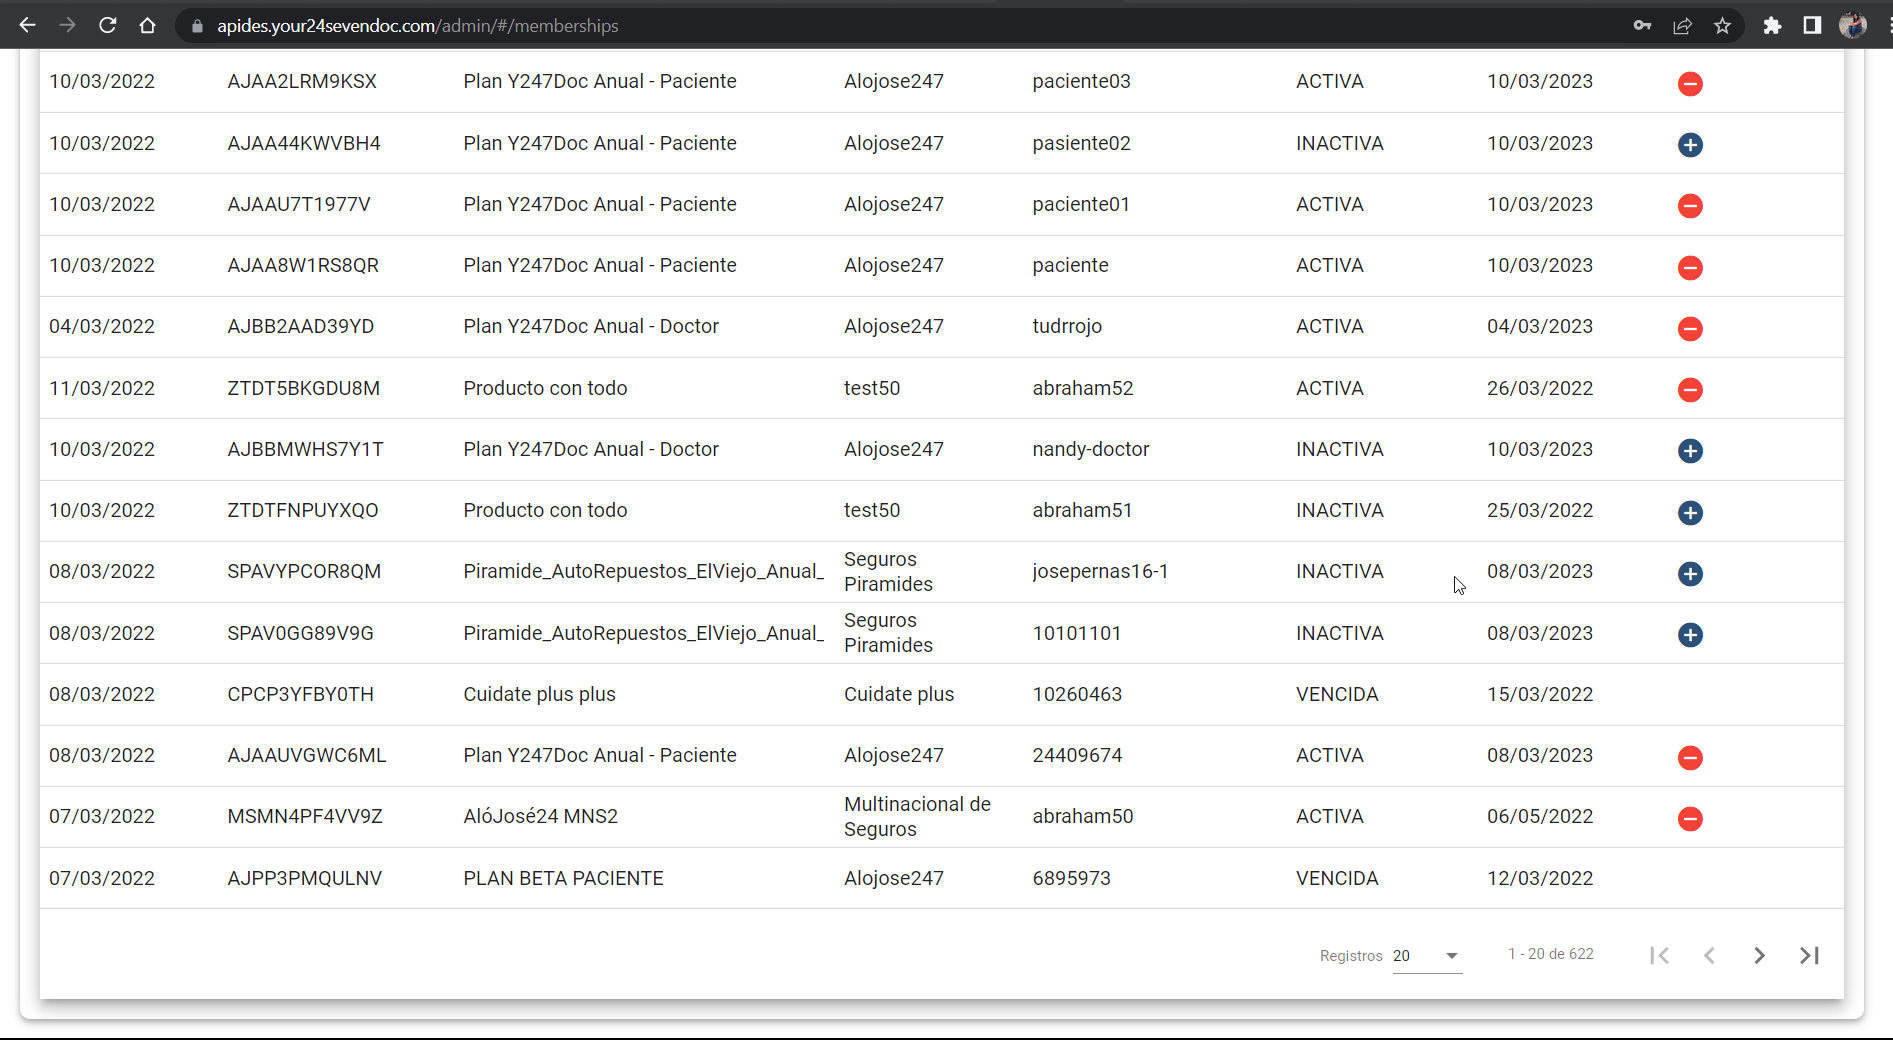 apides.your24sevendoc.com/admin/#/memberships
10/03/2022 AJAA2LRM9KSX Plan Y247Doc Anual - Paciente Alojose247 paciente03 ACTIVA 10/03/2023
10/03/2022 AJAA44KWVBH4 Plan Y247Doc Anual - Paciente Alojose247 pasiente02 INACTIVA 10/03/2023
10/03/2022 AJAAU7T1977V Plan Y247Doc Anual - Paciente Alojose247 paciente01 ACTIVA 10/03/2023
10/03/2022 AJAA8W1RS8QR Plan Y247Doc Anual - Paciente Alojose247 paciente ACTIVA 10/03/2023
04/03/2022 AJBB2AAD39YD Plan Y247Doc Anual - Doctor Alojose247 tudrrojo ACTIVA 04/03/2023
11/03/2022 ZTDT5BKGDU8M Producto con todo test50 abraham52 ACTIVA 26/03/2022
10/03/2022 AJBBMWHS7Y1T Plan Y247Doc Anual - Doctor Alojose247 nandy-doctor INACTIVA 10/03/2023
10/03/2022 ZTDTFNPUYXQO Producto con todo test50 abraham51 INACTIVA 25/03/2022
08/03/2022 SPAVYPCOR8QM Piramide_AutoRepuestos_ElViejo_Anual_ Seguros Piramides josepernas16-1 INACTIVA 08/03/2023
08/03/2022 SPAV0GG89V9G Piramide_AutoRepuestos_ElViejo_Anual_ Seguros Piramides 10101101 INACTIVA 08/03/2023
08/03/2022 CPCP3YFBY0TH Cuidate plus plus Cuidate plus 10260463 VENCIDA 15/03/2022
08/03/2022 AJAAUVGWC6ML Plan Y247Doc Anual - Paciente Alojose247 24409674 ACTIVA 08/03/2023
07/03/2022 MSMN4PF4VV9Z AlóJosé24 MNS2 Multinacional de Seguros abraham50 ACTIVA 06/05/2022
07/03/2022 AJPP3PMQULNV PLAN BETA PACIENTE Alojose247 6895973 VENCIDA 12/03/2022
Registros 20 1 - 20 de 622